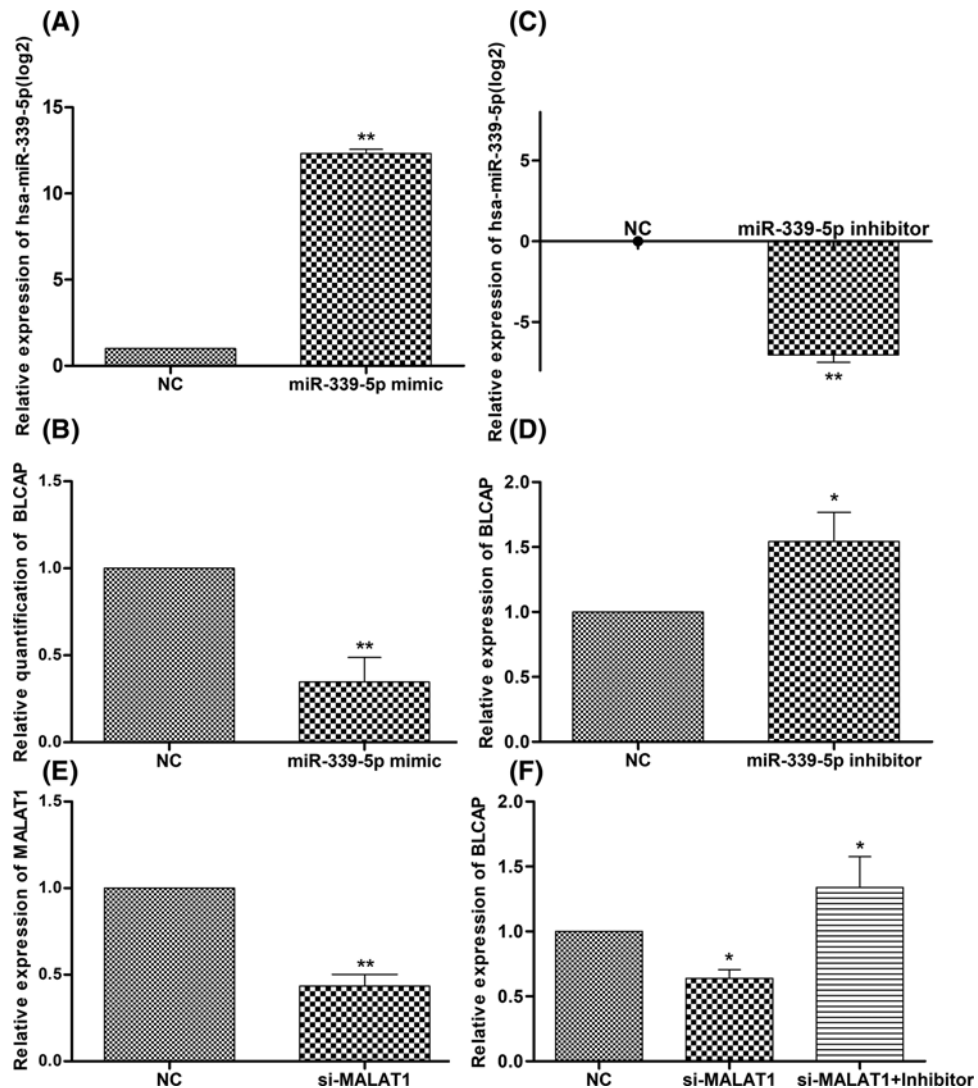 (A)
Relative expression of hsa-miR-339-5p(log2)
15
10
5
0
**
NC
miR-339-5p mimic
(C)
Relative expression of hsa-miR-339-5p(log2)
5
0
-5
NC
miR-339-5p inhibitor
**
(B)
Relative quantification of BLCAP
1.5
1.0
0.5
0.0
**
NC
miR-339-5p mimic
(D)
Relative expression of BLCAP
2.0
1.5
1.0
0.5
0.0
*
NC
miR-339-5p inhibitor
(E)
Relative expression of MALAT1
1.5
1.0
0.5
0.0
**
NC
si-MALAT1
(F)
Relative expression of BLCAP
2.0
1.5
1.0
0.5
0.0
*
*
NC
si-MALAT1
si-MALAT1+Inhibitor